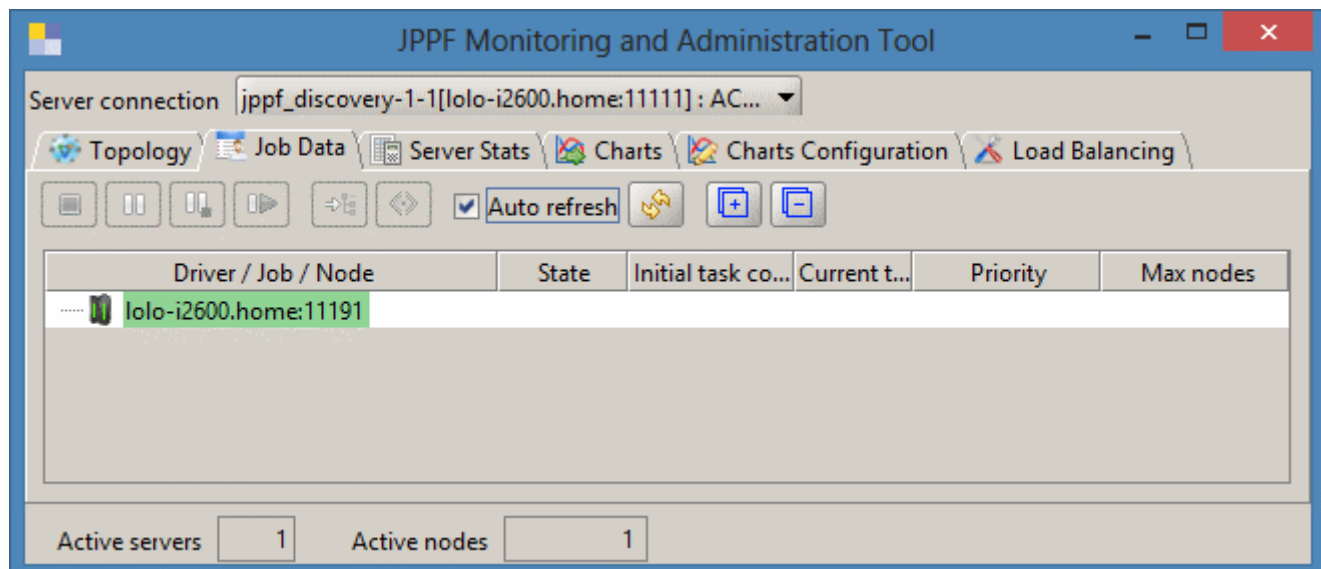 JPPF Monitoring and Administration Tool
Server connection jppf_discovery-1-1[lolo-i2600.home:11111] : AC...
Topology Job Data Server Stats Charts Charts Configuration Load Balancing
Auto refresh
Driver / Job / Node State Initial task co... Current t... Priority Max nodes
lolo-i2600.home:11191
Active servers 1 Active nodes 1